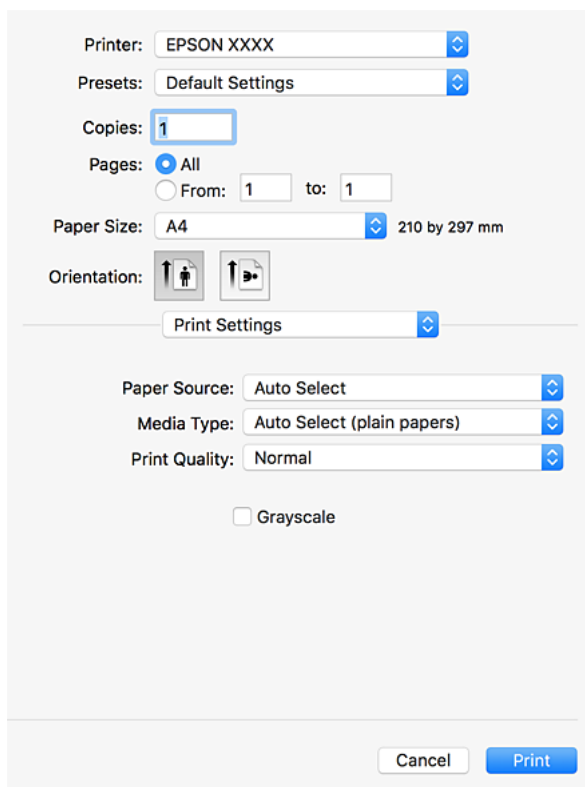 Printer: EPSON XXXX
Presets: Default Settings
Copies: 1
Pages: All
From: 1 to: 1
Paper Size: A4 210 by 297 mm
Orientation:
Print Settings
Paper Source: Auto Select
Media Type: Auto Select (plain papers)
Print Quality: Normal
Grayscale
Cancel Print